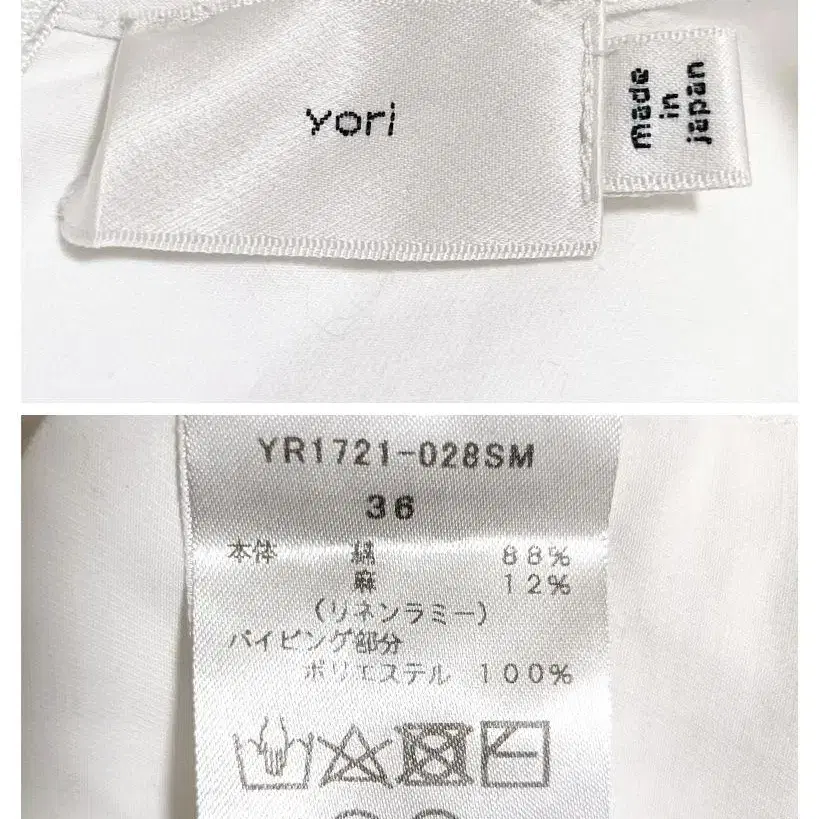 yori
made
in
japan
YR1721-028SM
36
本体 綿 88%
麻 12%
(リネンラミー)
パイピング部分
ポリエステル 100%